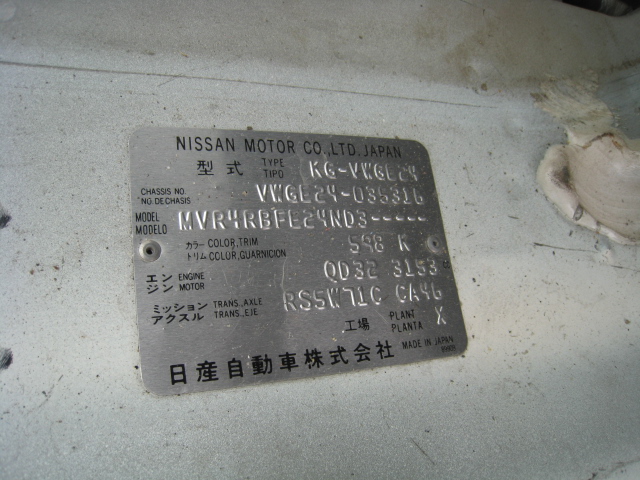 NISSAN MOTOR CO.,LTD.JAPAN
型式 TYPE TIPO KG-VWGE24
CHASSIS NO. NO.DECHASIS VWGE24-035316
MODEL MODELO MVR4RBFE24ND3-----
カラー COLOR,TRIM 598 K
トリム COLUR,GUARNICION
エンジン ENGINE MOTOR QD32 3153
ミッション TRANS.,AXLE RS5W71C CA46
アクスル TRANS.,EJE
工場 PLANT PLANTA X
日産自動車株式会社 MADE IN JAPAN